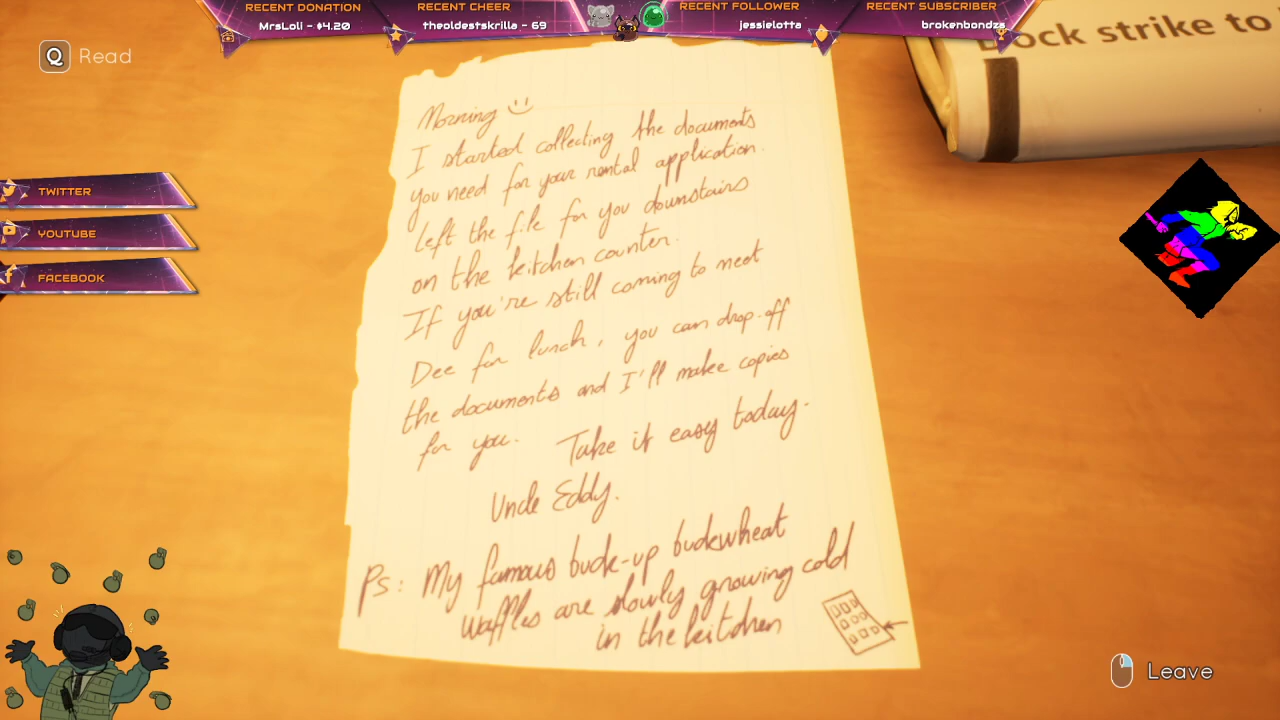 RECENT DONATION
MrsLoli - $4.20
RECENT CHEER
theoldestskrilla - 69
RECENT FOLLOWER
jessielotta
RECENT SUBSCRIBER
brokenbondzs
Q Read
ock strike to
TWITTER
YOUTUBE
FACEBOOK
Morning
I started collecting the documents
you need for your rental application.
Left the file for you downstairs
on the kitchen counter.
If you're still coming to meet
Dee for lunch, you can drop-off
the documents and I'll make copies
for you. Take it easy today.
Uncle Eddy.
Ps: My famous buck-up buckwheat
waffles are slowly growing cold
in the kitchen
Leave